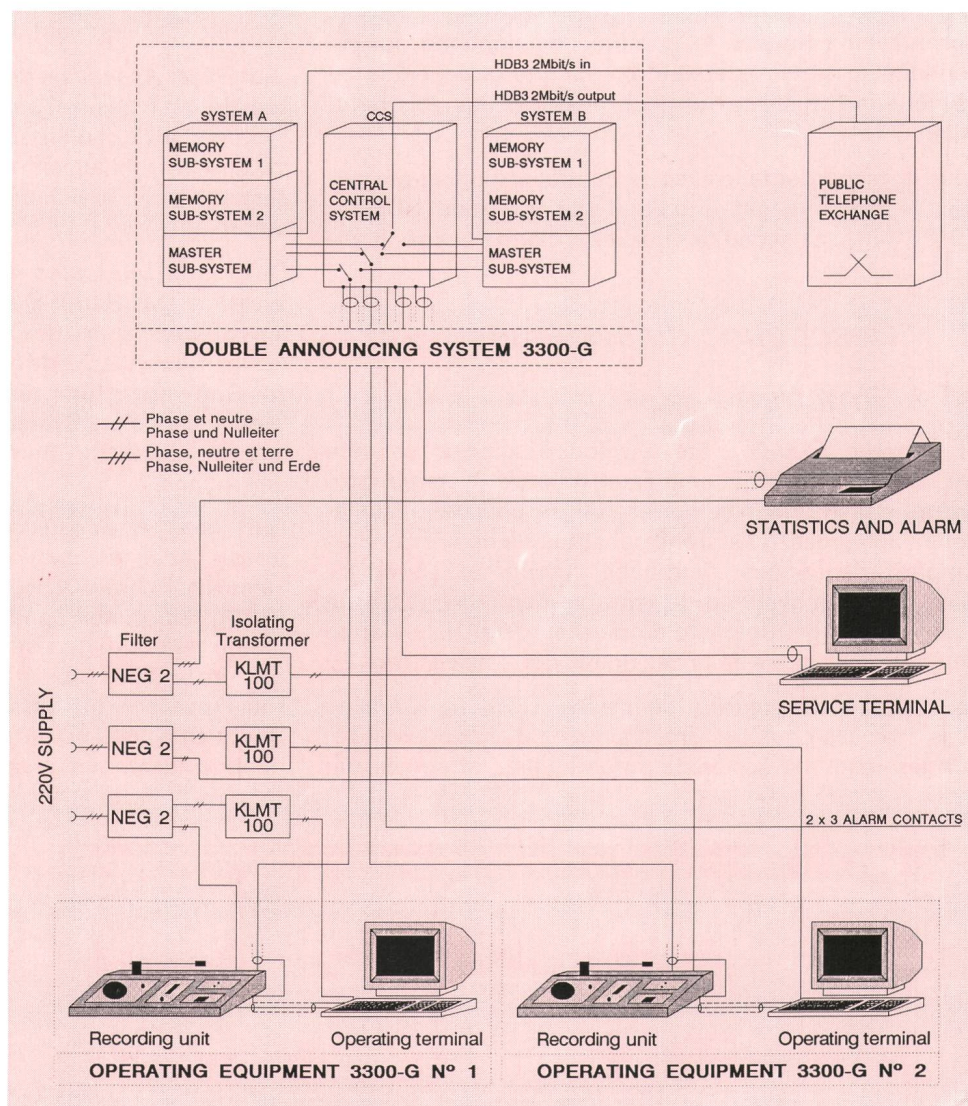 HDB3 2Mbit/s in
HDB3 2Mbit/s output
SYSTEM A
CCS
SYSTEM B
MEMORY
SUB-SYSTEM 1
MEMORY
SUB-SYSTEM 2
MASTER
SUB-SYSTEM
CENTRAL
CONTROL
SYSTEM
MEMORY
SUB-SYSTEM 1
MEMORY
SUB-SYSTEM 2
MASTER
SUB-SYSTEM
PUBLIC
TELEPHONE
EXCHANGE
DOUBLE ANNOUNCING SYSTEM 3300-G
Phase et neutre
Phase und Nulleiter
Phase, neutre et terre
Phase, Nulleiter und Erde
STATISTICS AND ALARM
Filter
Isolating
Transformer
NEG 2
KLMT
100
SERVICE TERMINAL
220V SUPPLY
NEG 2
KLMT
100
NEG 2
KLMT
100
2 x 3 ALARM CONTACTS
Recording unit
Operating terminal
Recording unit
Operating terminal
OPERATING EQUIPMENT 3300-G Nº 1
OPERATING EQUIPMENT 3300-G Nº 2